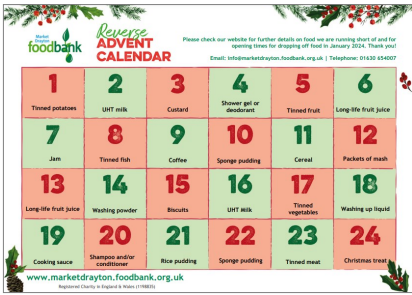 Market
Drayton
foodbank
Reverse
ADVENT
CALENDAR
Please check our website for further details on food we are running short of and for
opening times for dropping off food in January 2024. Thank you!
Email: info@marketdrayton.foodbank.org.uk | Telephone: 01630 654007
1
Tinned potatoes
2
UHT milk
3
Custard
4
Shower gel or
deodorant
5
Tinned fruit
6
Long-life fruit juice
7
Jam
8
Tinned fish
9
Coffee
10
Sponge pudding
11
Cereal
12
Packets of mash
13
Long-life fruit juice
14
Washing powder
15
Biscuits
16
UHT Milk
17
Tinned
vegetables
18
Washing up liquid
19
Cooking sauce
20
Shampoo and/or
conditioner
21
Rice pudding
22
Sponge pudding
23
Tinned meat
24
Christmas treat
www.marketdrayton.foodbank.org.uk
Registered Charity in England & Wales (1198835)